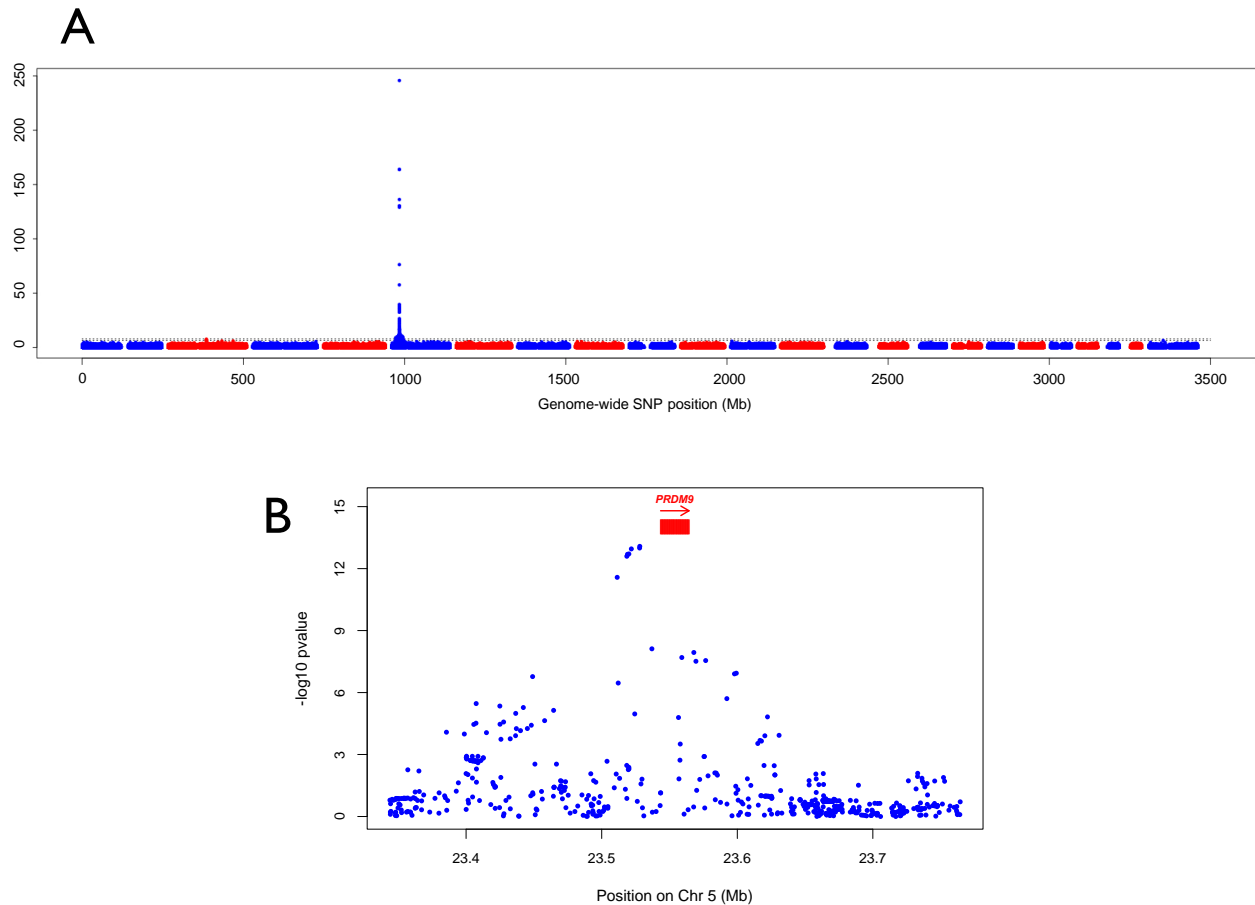 A
250
200
150
100
50
0
0 500 1000 1500 2000 2500 3000 3500
Genome-wide SNP position (Mb)
B
PRDM9
15
12
9
6
3
0
-log10 pvalue
23.4 23.5 23.6 23.7
Position on Chr 5 (Mb)